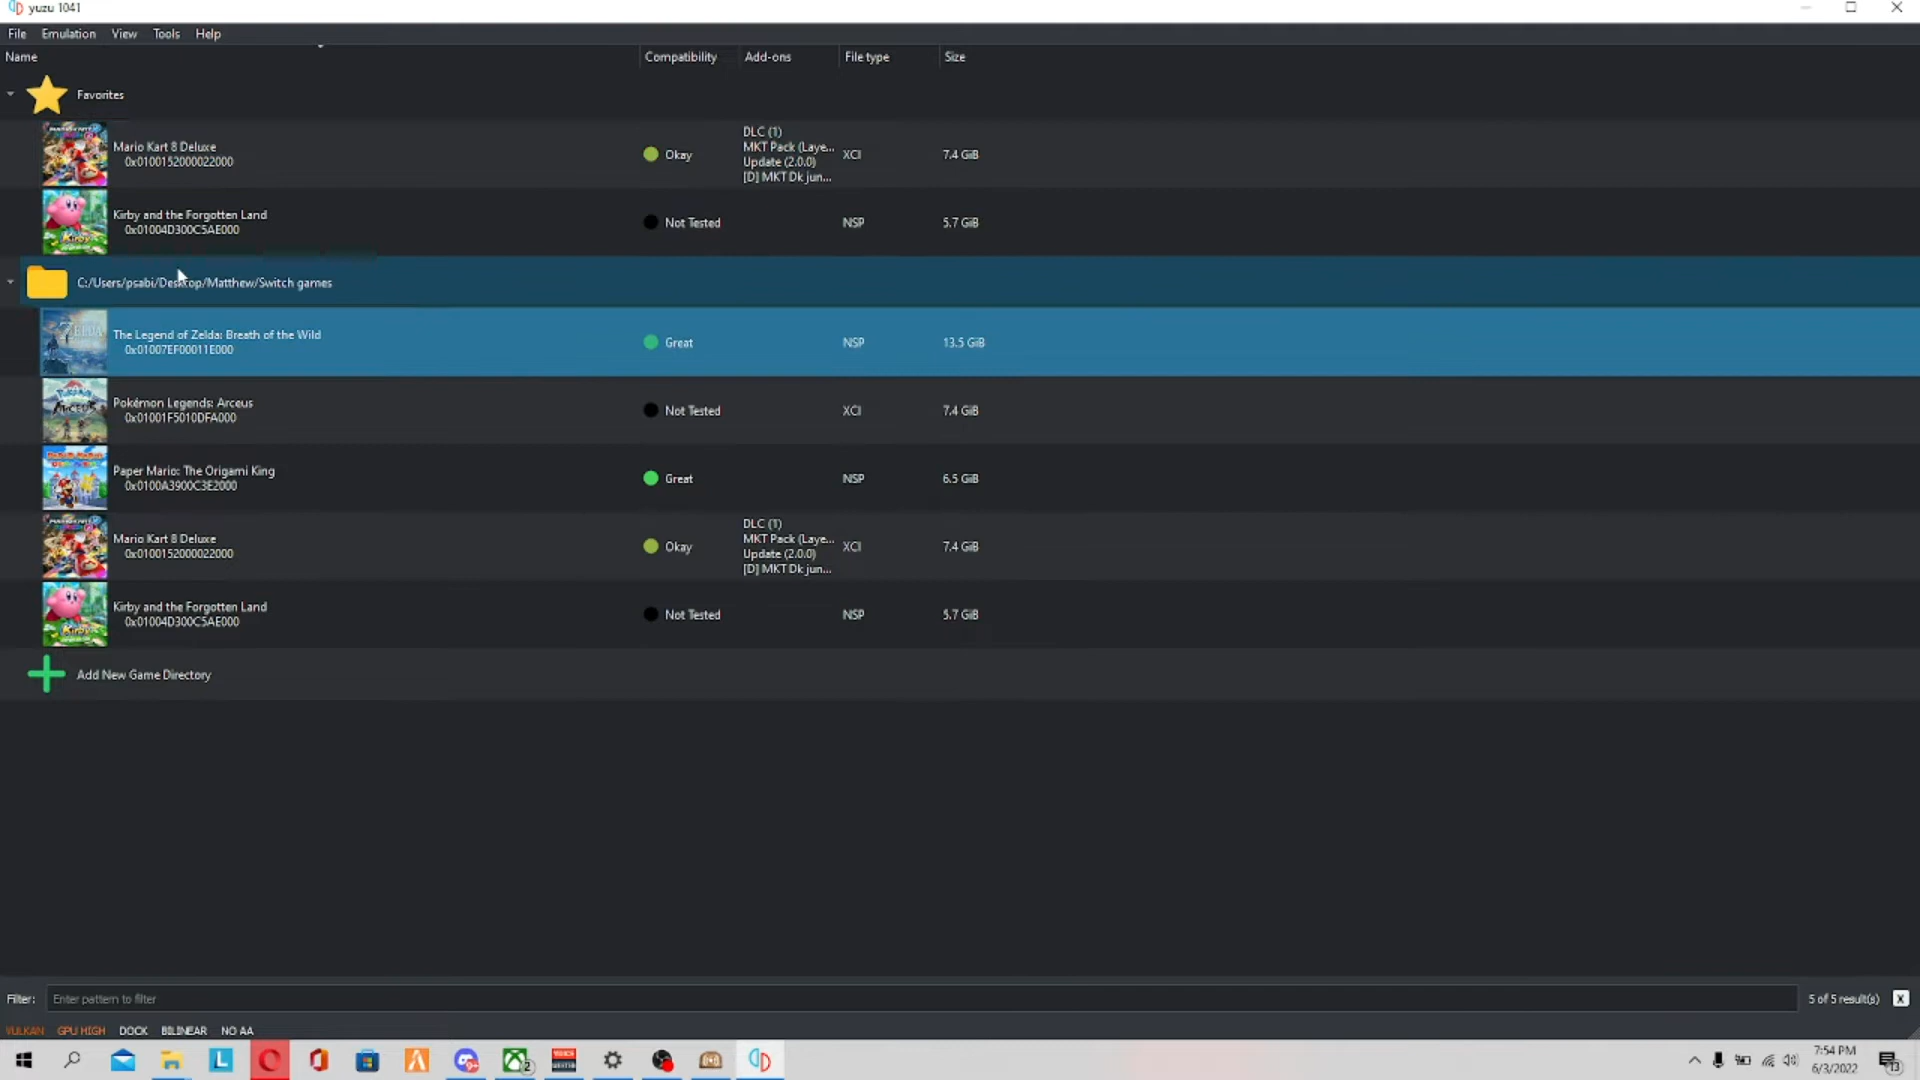 yuzu 1041
File Emulation View Tools Help
Name Compatibility Add-ons File type Size
Favorites
Mario Kart 8 Deluxe
0x0100152000022000
Okay
DLC (1)
MKT Pack (Laye...
Update (2.0.0)
[D] MKT Dk jun...
XCI
7.4 GiB
Kirby and the Forgotten Land
0x01004D300C5AE000
Not Tested
NSP
5.7 GiB
C:/Users/psabi/Desktop/Matthew/Switch games
The Legend of Zelda: Breath of the Wild
0x01007EF00011E000
Great
NSP
13.5 GiB
Pokémon Legends: Arceus
0x01001F5010DFA000
Not Tested
XCI
7.4 GiB
Paper Mario: The Origami King
0x0100A3900C3E2000
Great
NSP
6.5 GiB
Mario Kart 8 Deluxe
0x0100152000022000
Okay
DLC (1)
MKT Pack (Laye...
Update (2.0.0)
[D] MKT Dk jun...
XCI
7.4 GiB
Kirby and the Forgotten Land
0x01004D300C5AE000
Not Tested
NSP
5.7 GiB
Add New Game Directory
Filter: Enter pattern to filter 5 of 5 result(s) X
VULKAN GPU HIGH DOCK BILINEAR NO AA
7:54 PM
6/3/2022
13